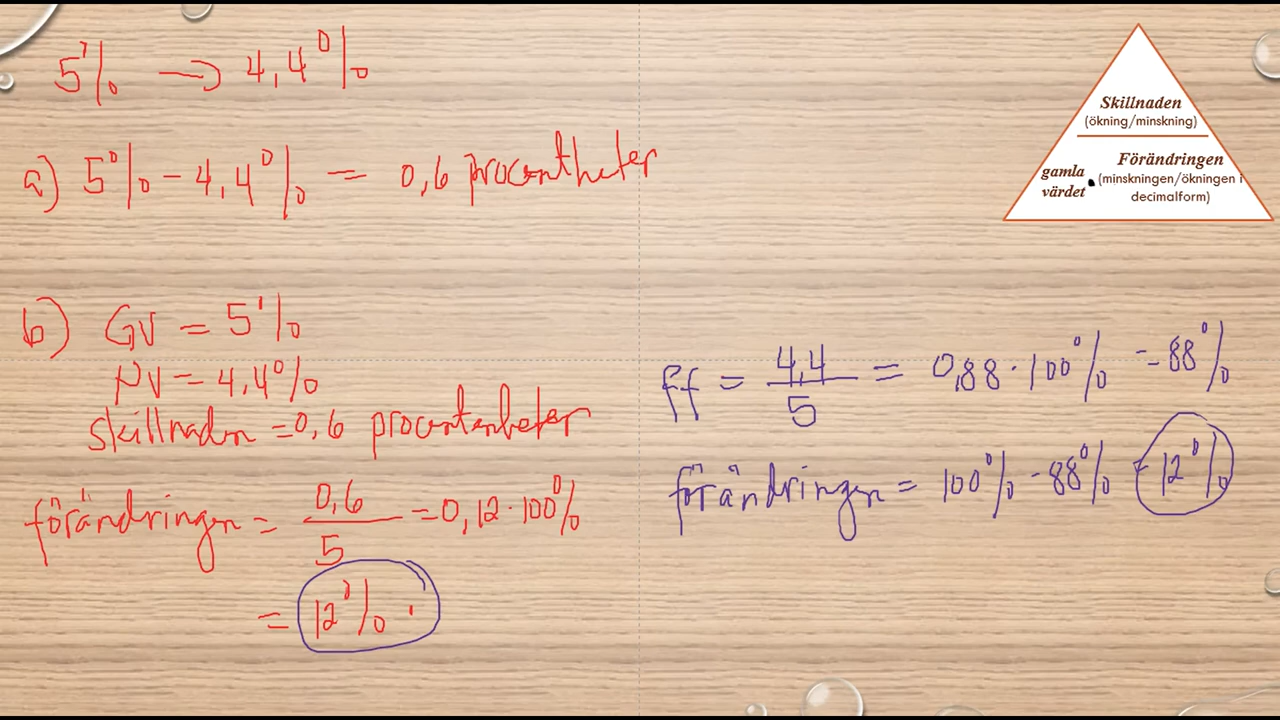 5% → 4,4%
a) 5% - 4,4% = 0,6 procentheter
b) GV = 5%
NV = 4,4%
skillnaden = 0,6 procentenheter
förändringen = 0,6/5 = 0,12 · 100%
= 12%
Skillnaden
(ökning/minskning)
gamla värdet · Förändringen
(minskningen/ökningen i
decimalform)
ff = 4,4/5 = 0,88 · 100% = 88%
förändringen = 100% - 88% = 12%